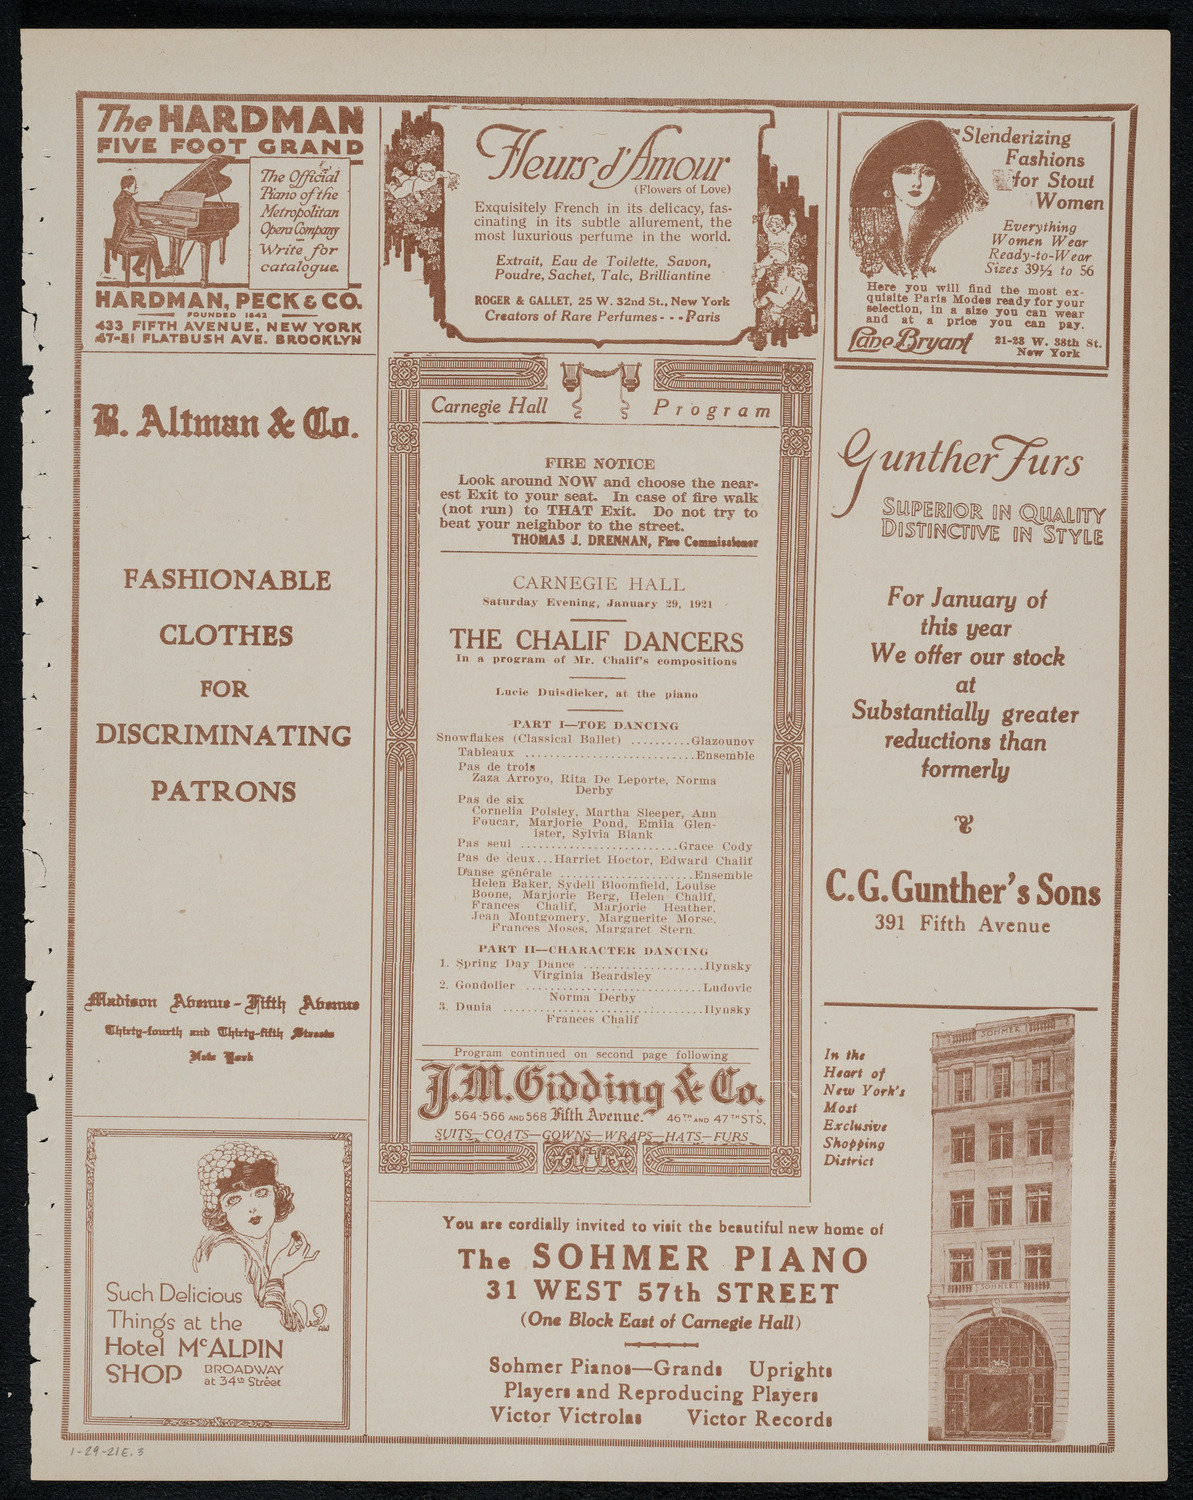 The HARDMAN
FIVE FOOT GRAND
The Official
Piano of the
Metropolitan
Opera Company
Write for
catalogue.
HARDMAN, PECK & CO.
FOUNDED 1842
433 FIFTH AVENUE, NEW YORK
47-51 FLATBUSH AVE. BROOKLYN
Fleurs d'Amour
(Flowers of Love)
Exquisitely French in its delicacy, fas-
cinating in its subtle allurement, the
most luxurious perfume in the world.
Extrait, Eau de Toilette, Savon,
Poudre, Sachet, Talc, Brilliantine
ROGER & GALLET, 25 W. 32nd St., New York
Creators of Rare Perfumes - - - Paris
Slenderizing
Fashions
for Stout
Women
Everything
Women Wear
Ready-to-Wear
Sizes 39½ to 56
Here you will find the most ex-
quisite Paris Modes ready for your
selection, in a size you can wear
and at a price you can pay.
Lane Bryant
21-23 W. 38th St.
New York
B. Altman & Co.
FASHIONABLE
CLOTHES
FOR
DISCRIMINATING
PATRONS
Madison Avenue - Fifth Avenue
Thirty-fourth and Thirty-fifth Streets
New York
Such Delicious
Things at the
Hotel McALPIN
SHOP BROADWAY
at 34th Street
Carnegie Hall Program
FIRE NOTICE
Look around NOW and choose the near-
est Exit to your seat. In case of fire walk
(not run) to THAT Exit. Do not try to
beat your neighbor to the street.
THOMAS J. DRENNAN, Fire Commissioner
CARNEGIE HALL
Saturday Evening, January 29, 1921
THE CHALIF DANCERS
In a program of Mr. Chalif's compositions
Lucie Duisdieker, at the piano
PART I—TOE DANCING
Snowflakes (Classical Ballet) ..........Glazounov
Tableaux ............................Ensemble
Pas de trois
Zaza Arroyo, Rita De Leporte, Norma
Derby
Pas de six
Cornelia Polsley, Martha Sleeper, Ann
Foucar, Marjorie Pond, Emila Glen-
ister, Sylvia Blank
Pas seul ..........................Grace Cody
Pas de deux...Harriet Hoctor, Edward Chalif
Danse générale ......................Ensemble
Helen Baker, Sydell Bloomfield, Louise
Boone, Marjorie Berg, Helen Chalif,
Frances Chalif, Marjorie Heather,
Jean Montgomery, Marguerite Morse,
Frances Moses, Margaret Stern.
PART II—CHARACTER DANCING
1. Spring Day Dance ....................Ilynsky
Virginia Beardsley
2. Gondolier .............................Ludovic
Norma Derby
3. Dunia .................................Ilynsky
Frances Chalif
Program continued on second page following
J.M. Gidding & Co.
564-566 AND 568 Fifth Avenue. 46TH AND 47TH STS.
SUITS—COATS—GOWNS—WRAPS—HATS—FURS
Gunther Furs
SUPERIOR IN QUALITY
DISTINCTIVE IN STYLE
For January of
this year
We offer our stock
at
Substantially greater
reductions than
formerly
C.G. Gunther's Sons
391 Fifth Avenue
In the
Heart of
New York's
Most
Exclusive
Shopping
District
SOHMER
SOHMER
You are cordially invited to visit the beautiful new home of
The SOHMER PIANO
31 WEST 57th STREET
(One Block East of Carnegie Hall)
Sohmer Pianos—Grands Uprights
Players and Reproducing Players
Victor Victrolas Victor Records
1-29-21E. 3